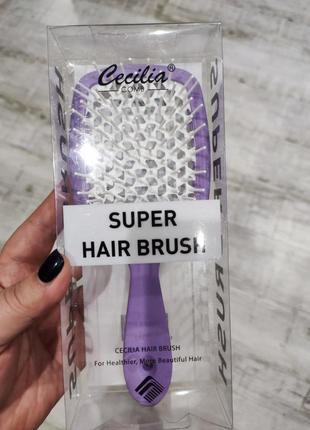 Cecilia®
COMB
SUPER
HAIR BRUSH
CECILIA HAIR BRUSH
For Healthier, More Beautiful Hair